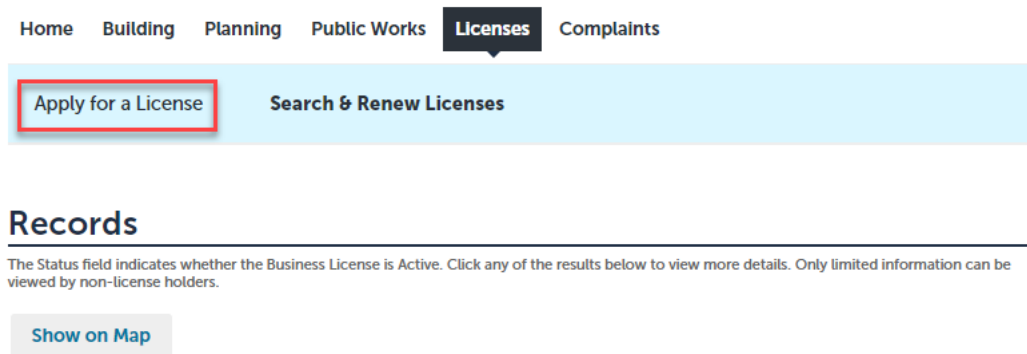 Home Building Planning Public Works Licenses Complaints
Apply for a License Search & Renew Licenses
Records
The Status field indicates whether the Business License is Active. Click any of the results below to view more details. Only limited information can be
viewed by non-license holders.
Show on Map